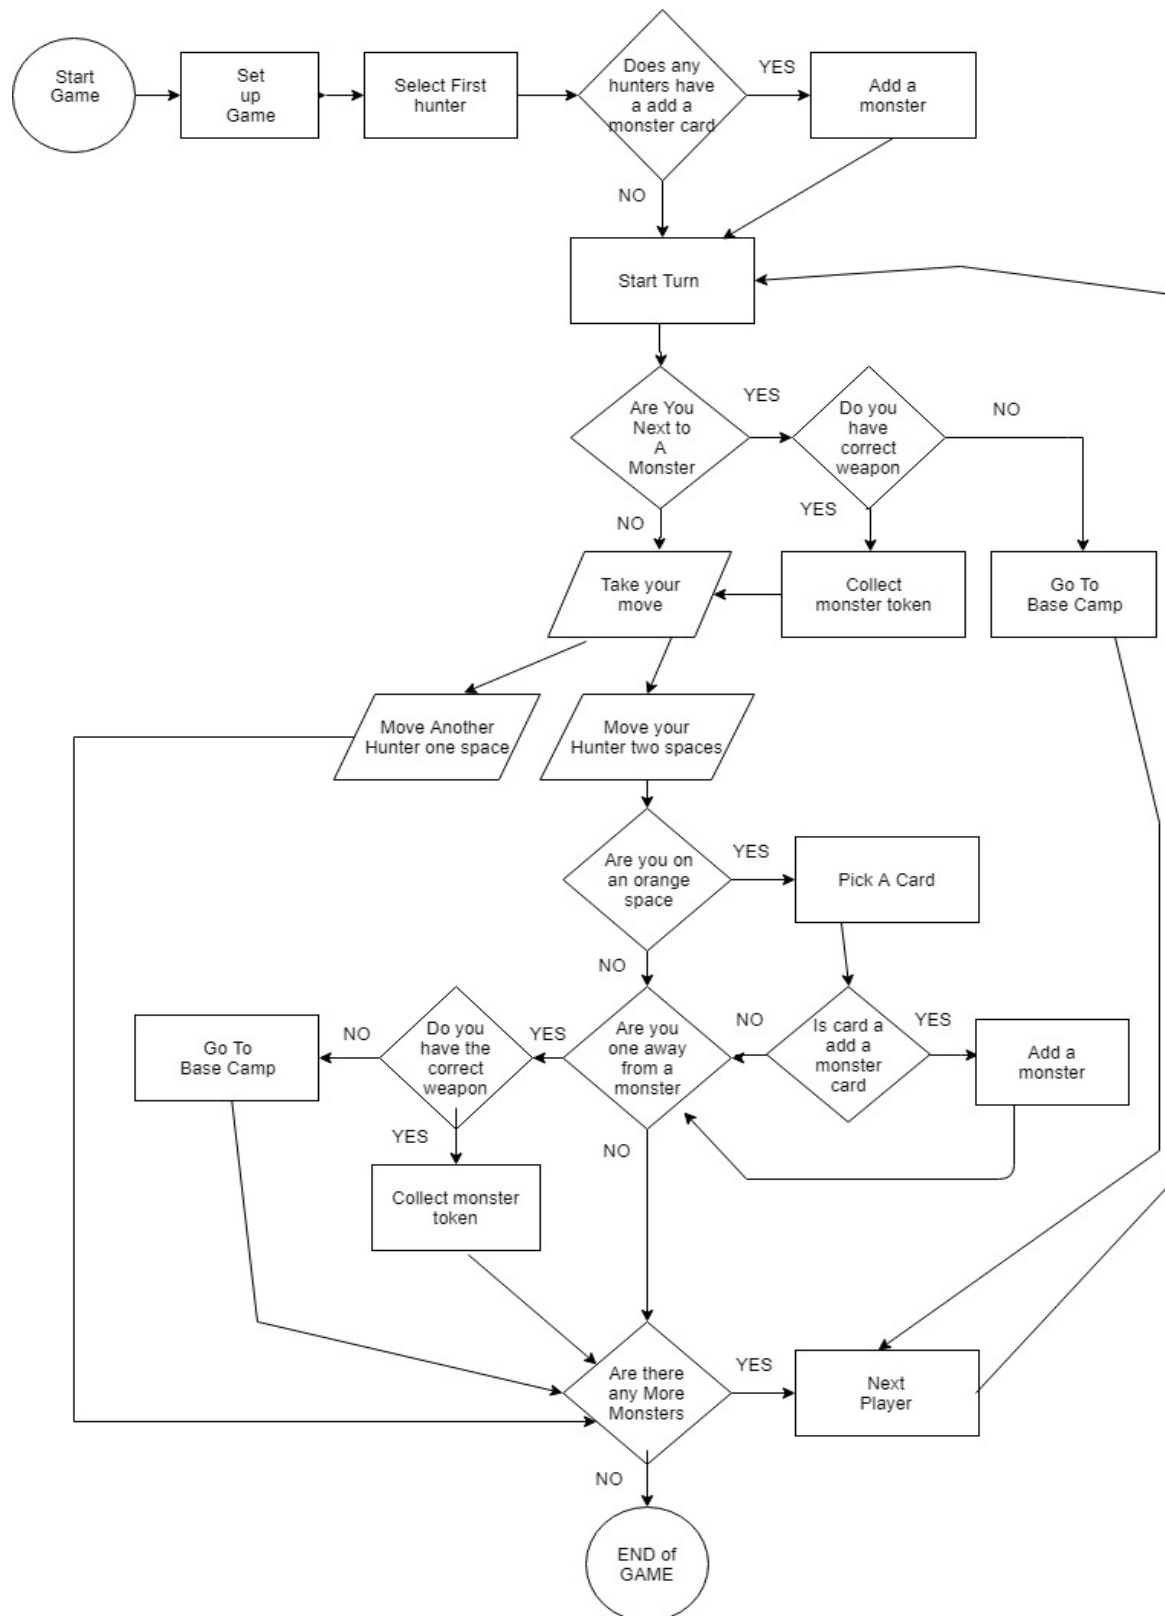 Start
Game
Set
up
Game
Select First
hunter
Does any
hunters have
a add a
monster card
YES
Add a
monster
NO
Start Turn
Are You
Next to
A
Monster
YES
Do you
have
correct
weapon
NO
NO
YES
Take your
move
Collect
monster token
Go To
Base Camp
Move Another
Hunter one space
Move your
Hunter two spaces
Are you on
an orange
space
YES
Pick A Card
NO
Go To
Base Camp
NO
Do you
have the
correct
weapon
YES
Are you
one away
from a
monster
NO
Is card a
add a
monster
card
YES
Add a
monster
YES
NO
Collect monster
token
Are there
any More
Monsters
YES
Next
Player
NO
END of
GAME